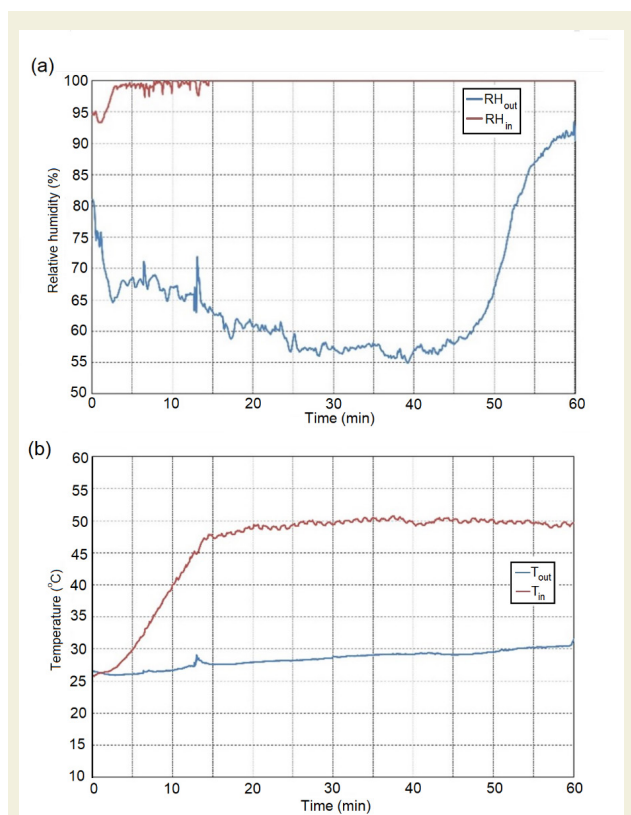 (a)
100
95
90
85
80
75
70
65
60
55
50
Relative humidity (%)
RHout
RHin
0 10 20 30 40 50 60
Time (min)
(b)
60
55
50
45
40
35
30
25
20
15
10
Temperature (°C)
Tout
Tin
0 10 20 30 40 50 60
Time (min)